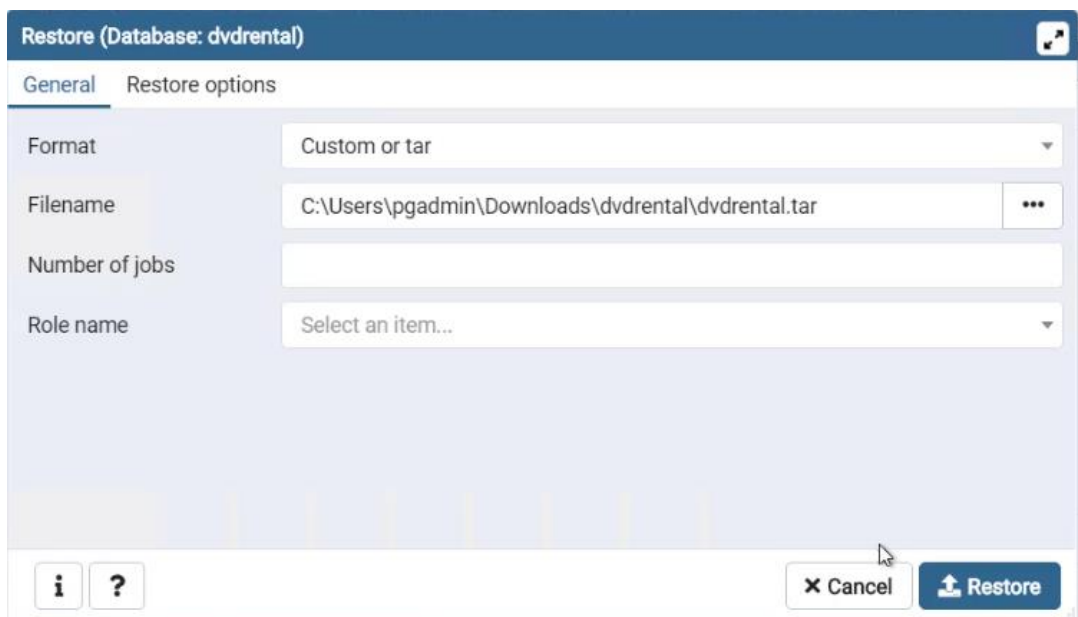 Restore (Database: dvdrental)
General Restore options
Format Custom or tar
Filename C:\Users\pgadmin\Downloads\dvdrental\dvdrental.tar •••
Number of jobs
Role name Select an item...
i ? × Cancel Restore